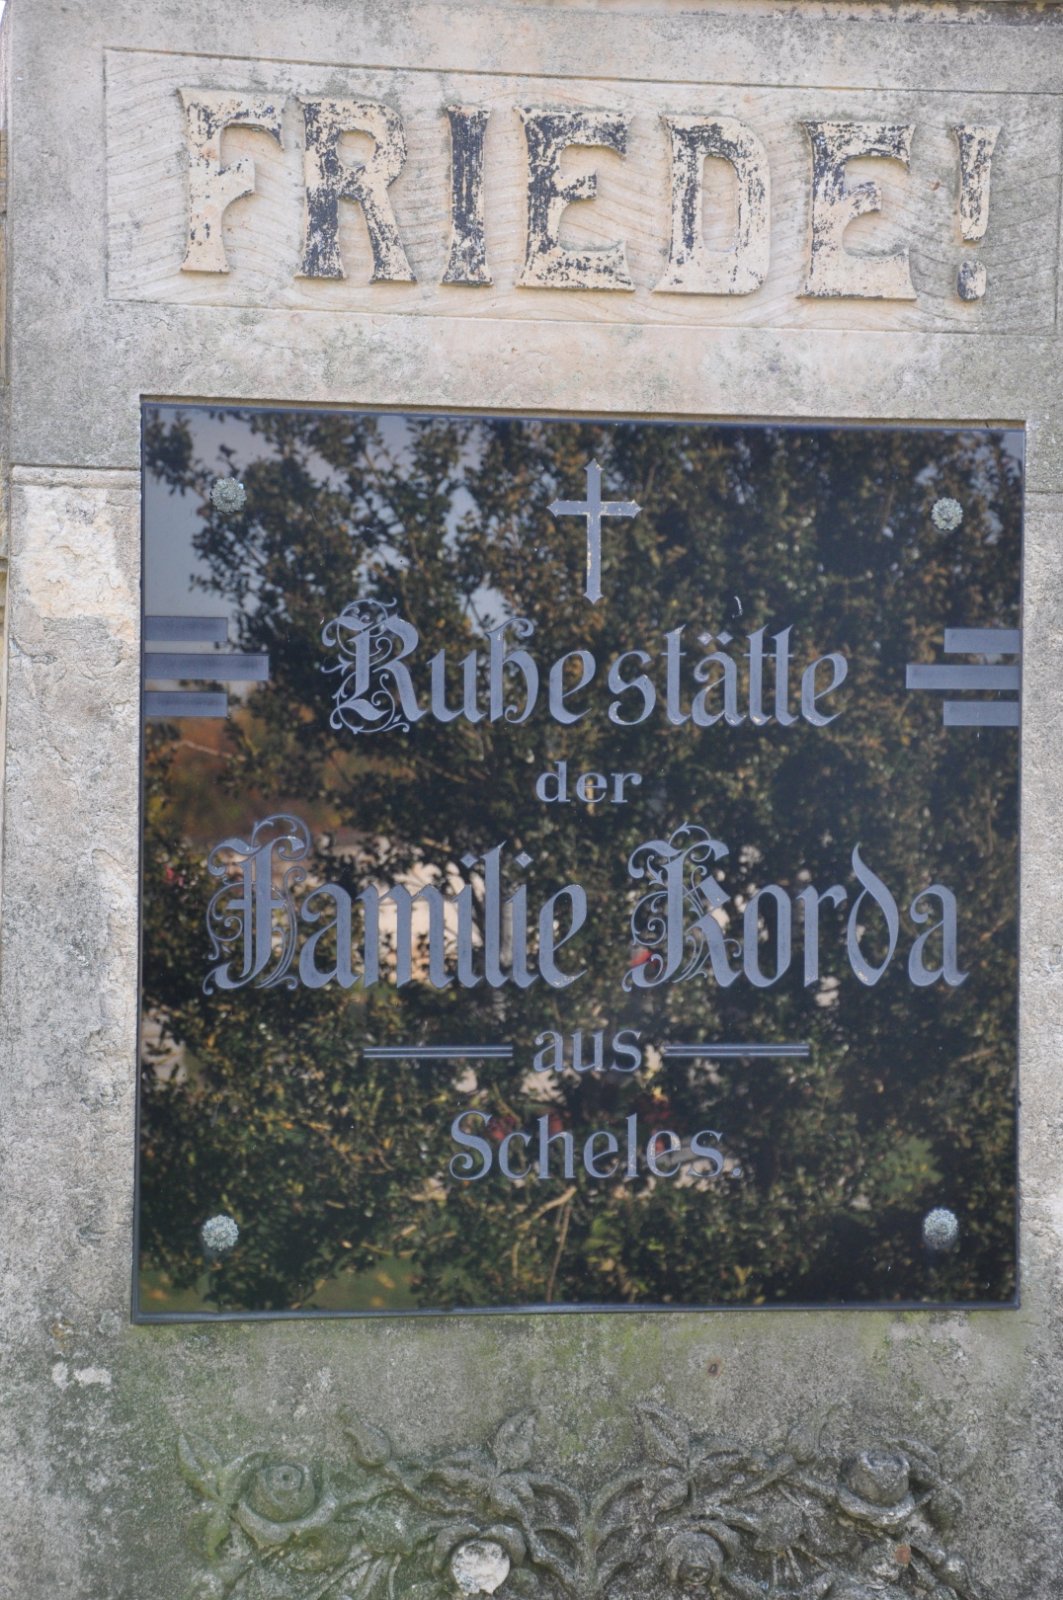 FRIEDE!
Ruhestätte
der
Familie Korda
aus
Scheles.